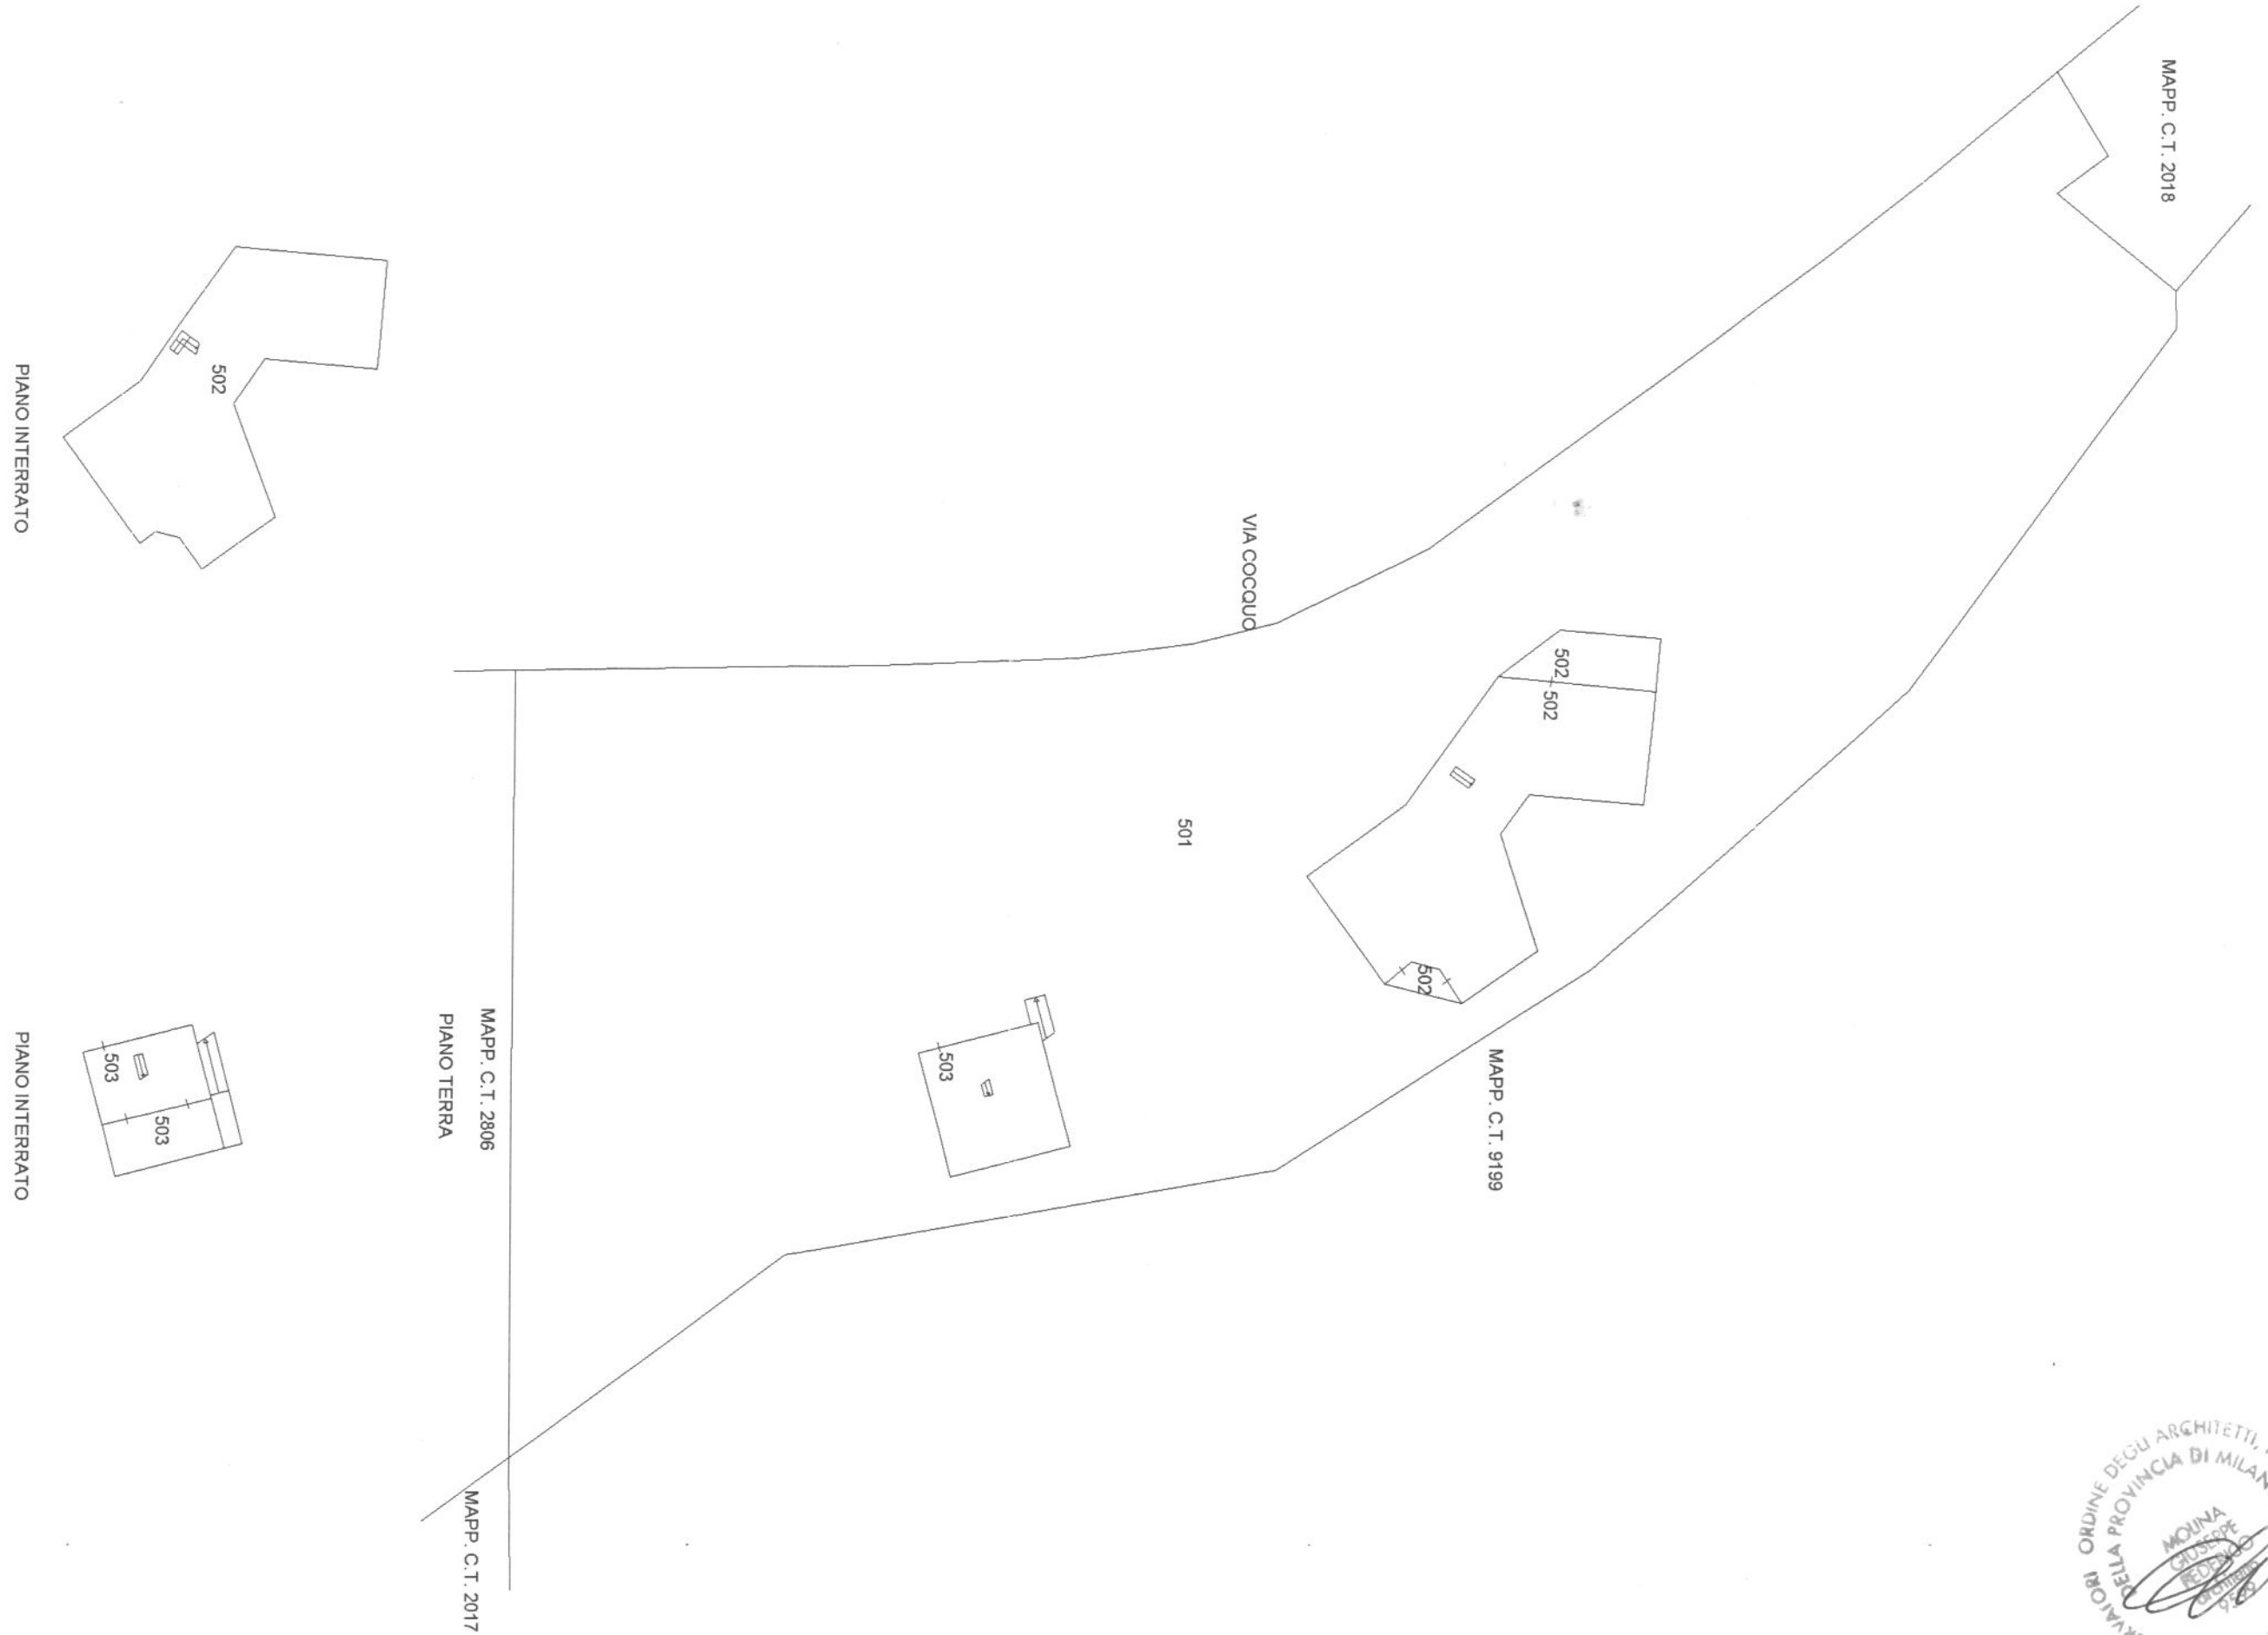 MAPP. C.T. 2018
VIA COCQUO
502
502
502
501
503
MAPP. C.T. 9199
MAPP. C.T. 2806
PIANO TERRA
MAPP. C.T. 2017
502
PIANO INTERRATO
503
503
PIANO INTERRATO
ORDINE DEGLI ARCHITETTI,
DELLA PROVINCIA DI
MOLINA
GIUSEPPE